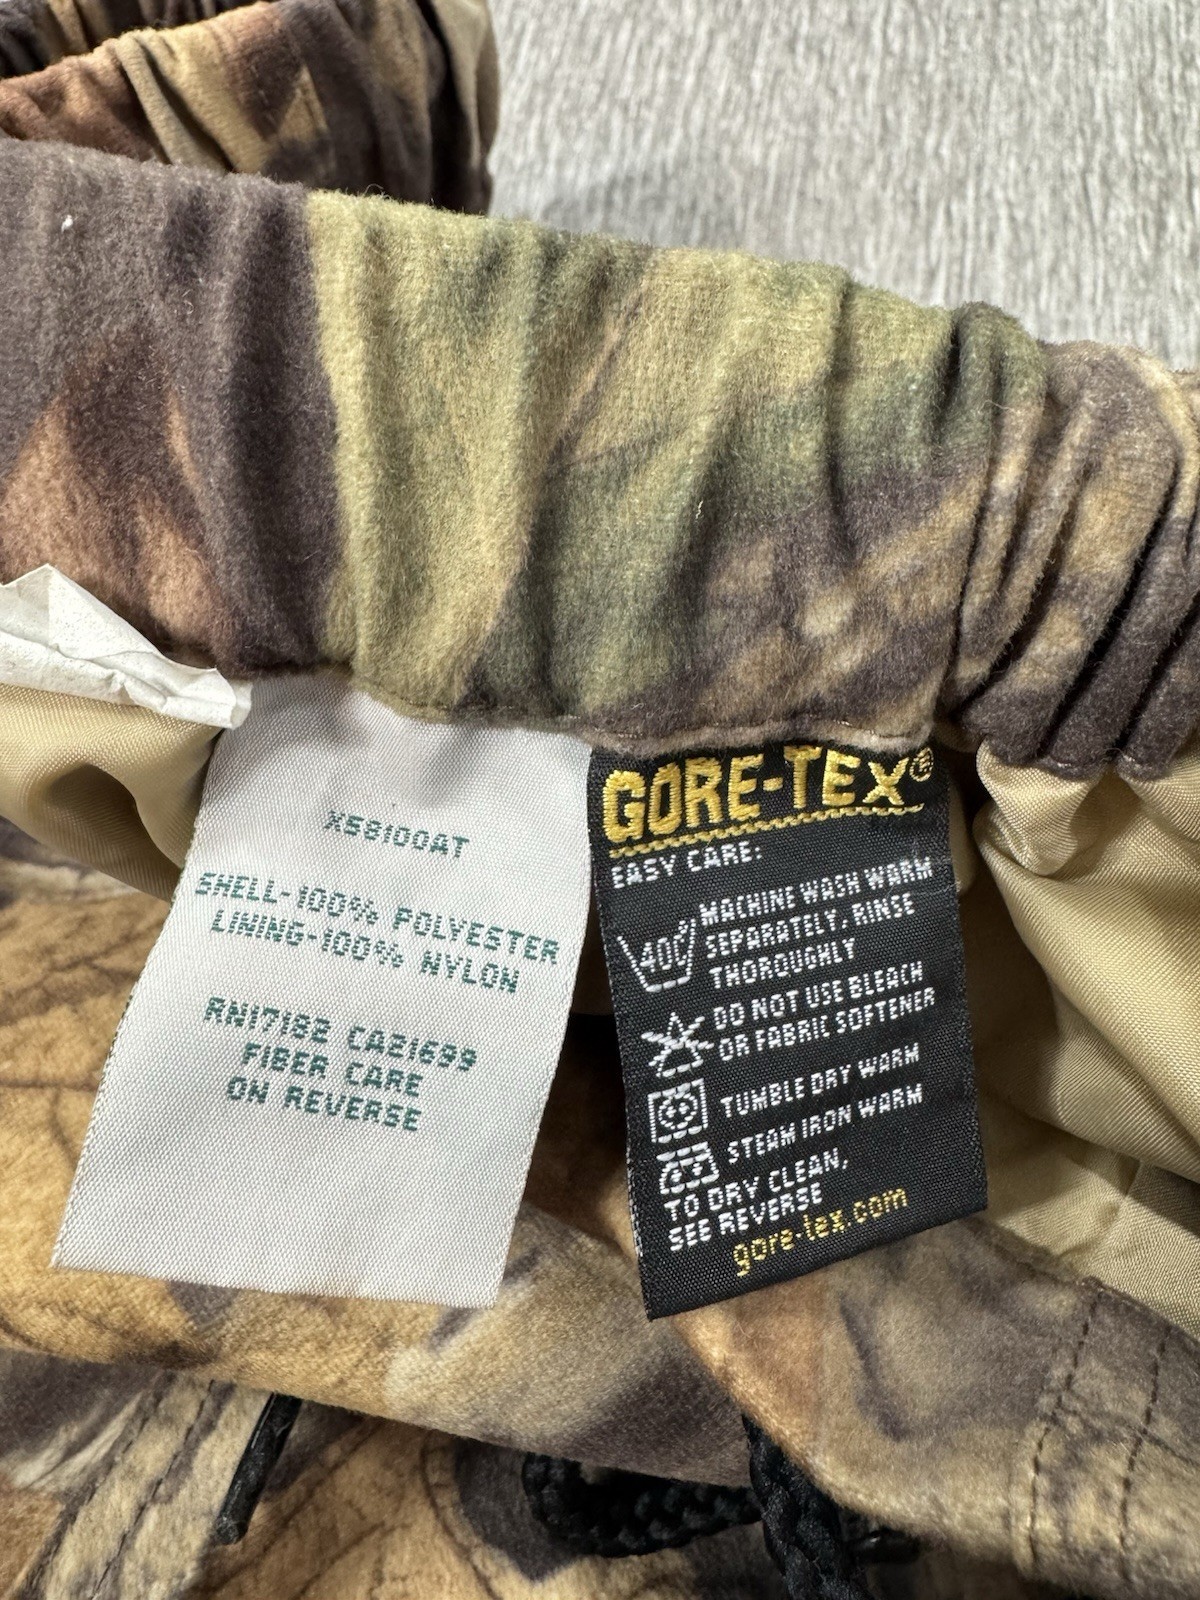 X58100AT
SHELL-100% POLYESTER
LINING-100% NYLON
RN17182 CA21699
FIBER CARE
ON REVERSE
GORE-TEX®
EASY CARE:
40C
MACHINE WASH WARM
SEPARATELY, RINSE
THOROUGHLY
DO NOT USE BLEACH
OR FABRIC SOFTENER
TUMBLE DRY WARM
STEAM IRON WARM
TO DRY CLEAN,
SEE REVERSE
gore-tex.com